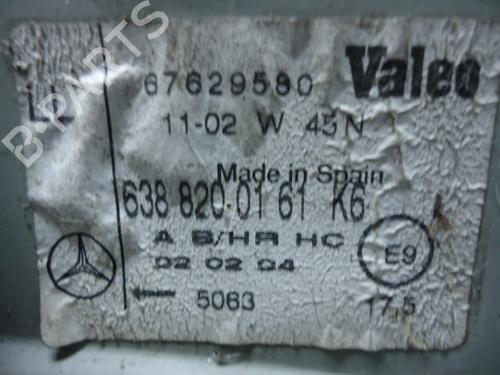 B-PARTS
67629580 Valeo
11-02 W 45N
Made in Spain
638 820 01 61 K6
A B/HR HC
E9
02 02 04
5063
17,5